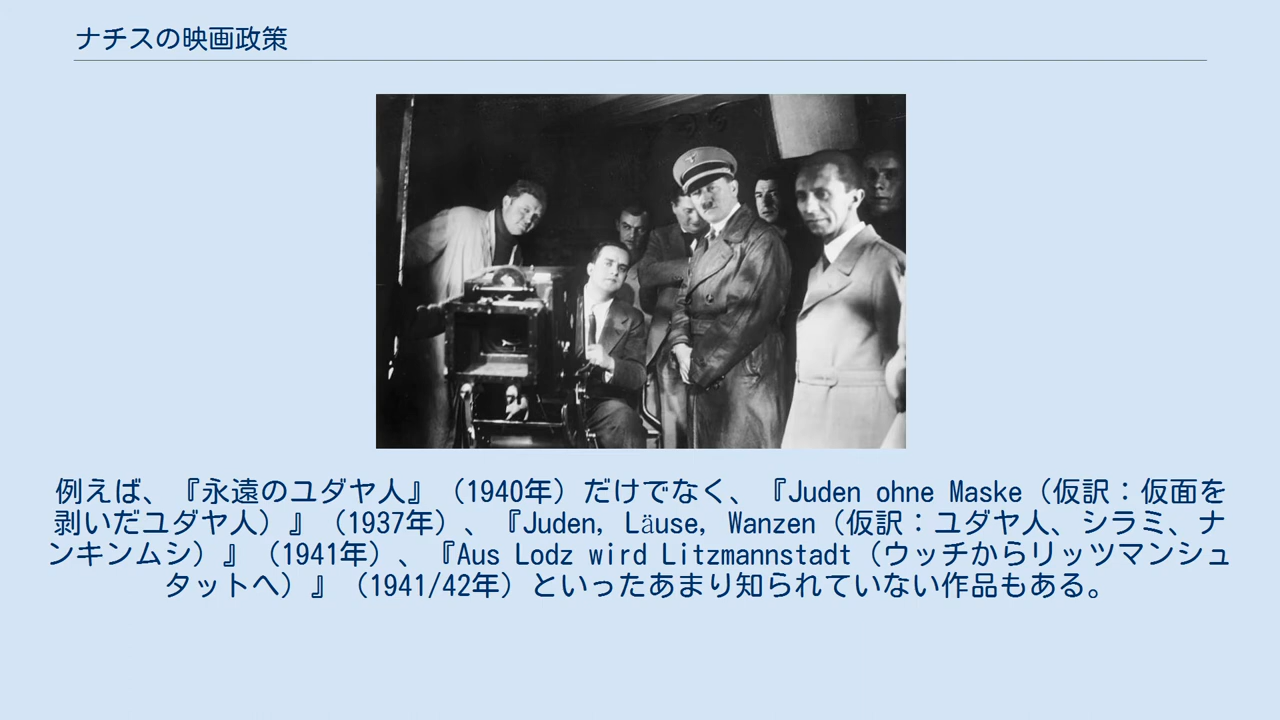 ナチスの映画政策
例えば、『永遠のユダヤ人』（1940年）だけでなく、『Juden ohne Maske（仮訳：仮面を
剥いだユダヤ人）』（1937年）、『Juden, Läuse, Wanzen（仮訳：ユダヤ人、シラミ、ナ
ンキンムシ）』（1941年）、『Aus Lodz wird Litzmannstadt（ウッチからリッツマンシュ
タットへ）』（1941/42年）といったあまり知られていない作品もある。